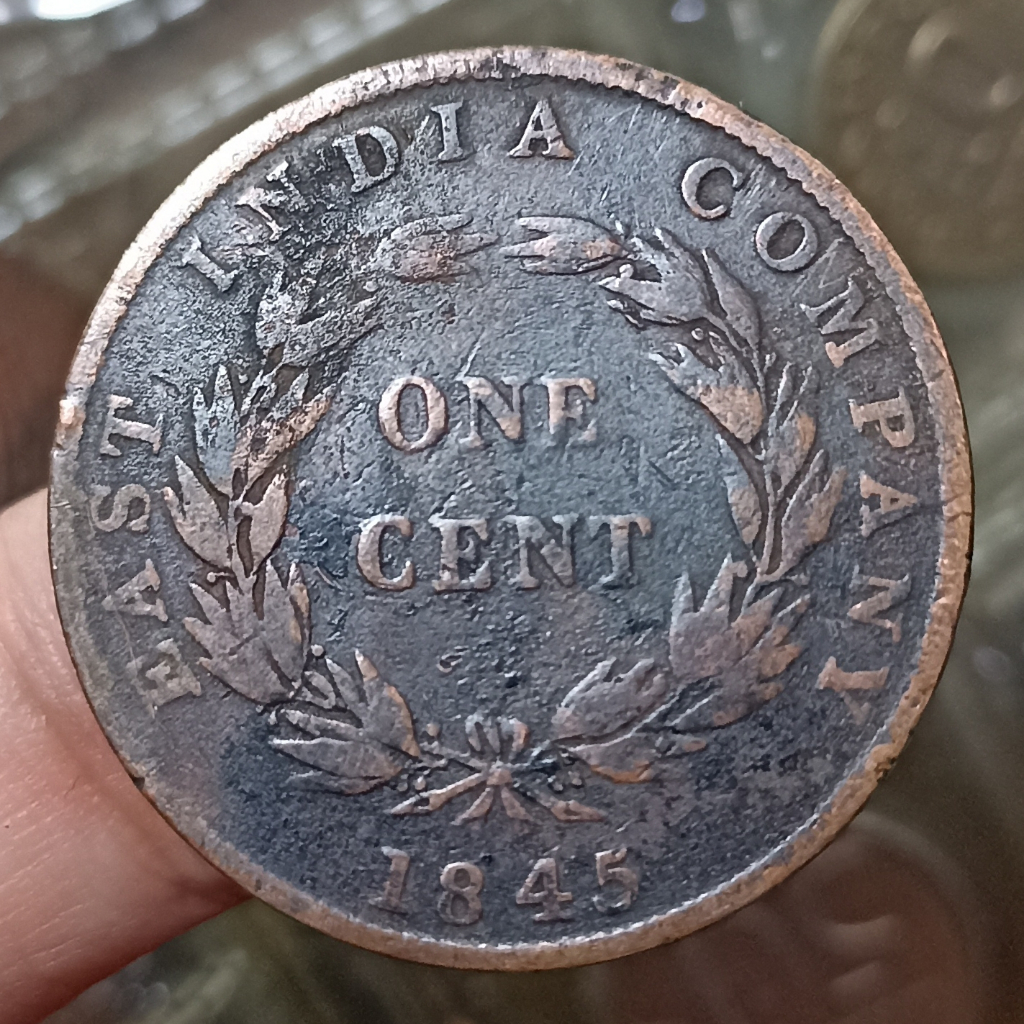 EAST INDIA COMPANY
ONE
CENT
1845